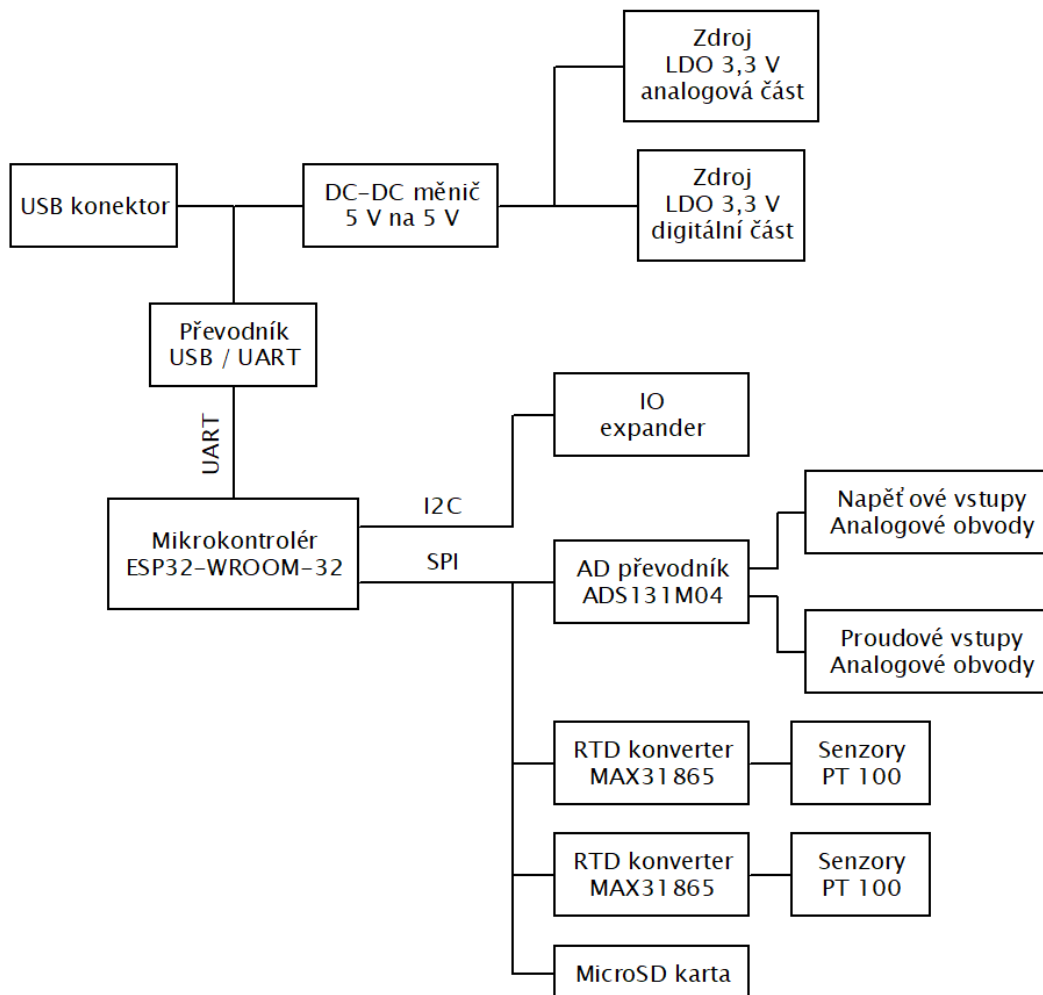 Zdroj
LDO 3,3 V
analogová část
USB konektor
DC-DC měnič
5 V na 5 V
Zdroj
LDO 3,3 V
digitální část
Převodník
USB / UART
UART
IO
expander
I2C
Mikrokontrolér
ESP32-WROOM-32
SPI
AD převodník
ADS131M04
Napěťové vstupy
Analogové obvody
Proudové vstupy
Analogové obvody
RTD konverter
MAX31865
Senzory
PT 100
RTD konverter
MAX31865
Senzory
PT 100
MicroSD karta